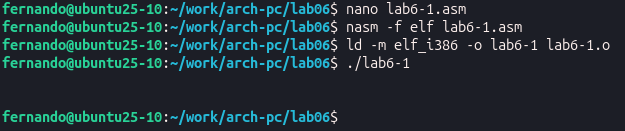 fernando@ubuntu25-10:~/work/arch-pc/lab06$ nano lab6-1.asm
fernando@ubuntu25-10:~/work/arch-pc/lab06$ nasm -f elf lab6-1.asm
fernando@ubuntu25-10:~/work/arch-pc/lab06$ ld -m elf_i386 -o lab6-1 lab6-1.o
fernando@ubuntu25-10:~/work/arch-pc/lab06$ ./lab6-1
fernando@ubuntu25-10:~/work/arch-pc/lab06$